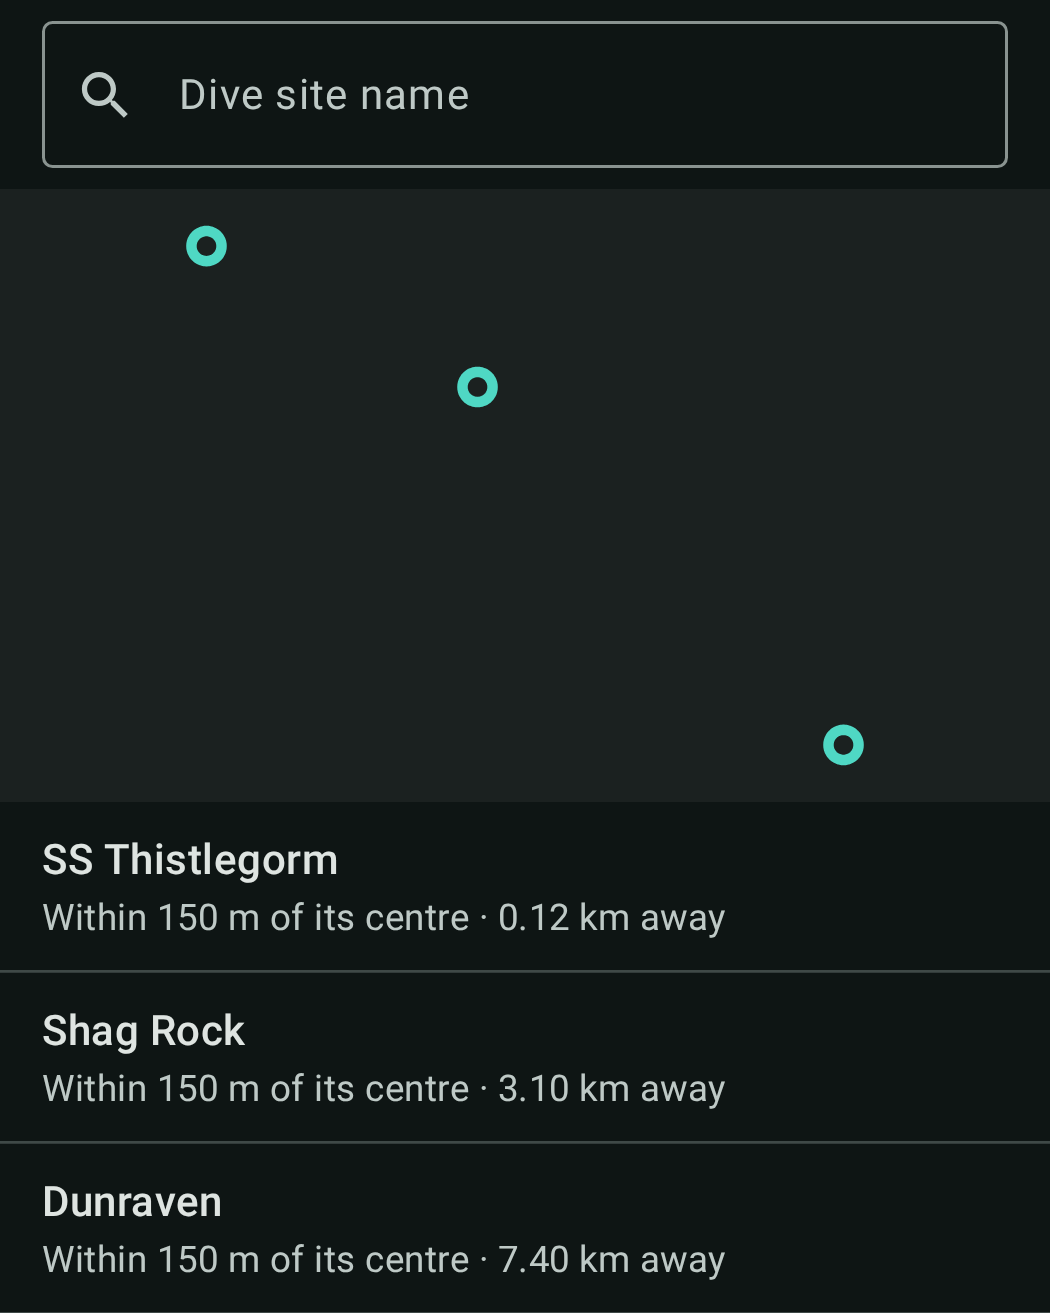 Dive site name
SS Thistlegorm
Within 150 m of its centre · 0.12 km away
Shag Rock
Within 150 m of its centre · 3.10 km away
Dunraven
Within 150 m of its centre · 7.40 km away